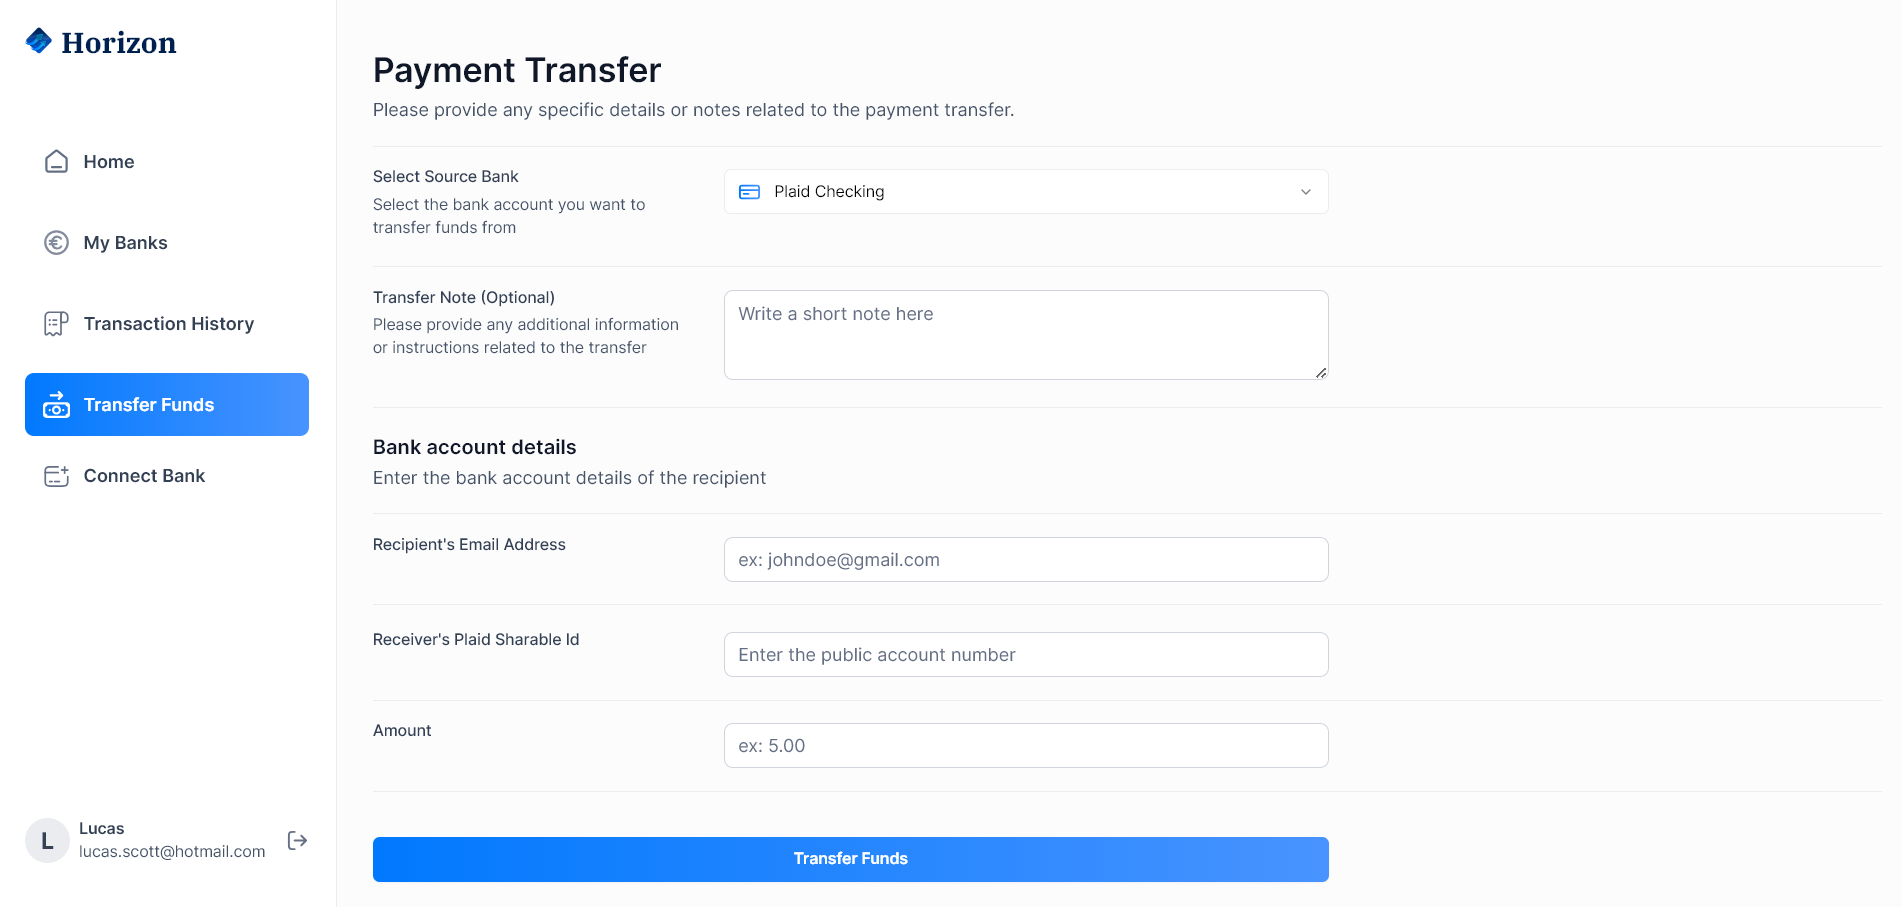 Horizon
Home
My Banks
Transaction History
Transfer Funds
Connect Bank
L
Lucas
lucas.scott@hotmail.com
Payment Transfer
Please provide any specific details or notes related to the payment transfer.
Select Source Bank
Select the bank account you want to
transfer funds from
Plaid Checking
Transfer Note (Optional)
Please provide any additional information
or instructions related to the transfer
Write a short note here
Bank account details
Enter the bank account details of the recipient
Recipient's Email Address
ex: johndoe@gmail.com
Receiver's Plaid Sharable Id
Enter the public account number
Amount
ex: 5.00
Transfer Funds